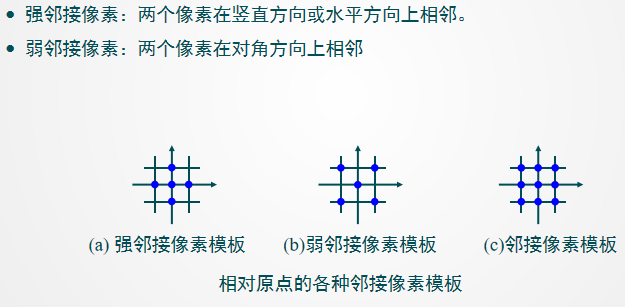 • 强邻接像素：两个像素在竖直方向或水平方向上相邻。
• 弱邻接像素：两个像素在对角方向上相邻
(a) 强邻接像素模板 (b)弱邻接像素模板 (c)邻接像素模板
相对原点的各种邻接像素模板